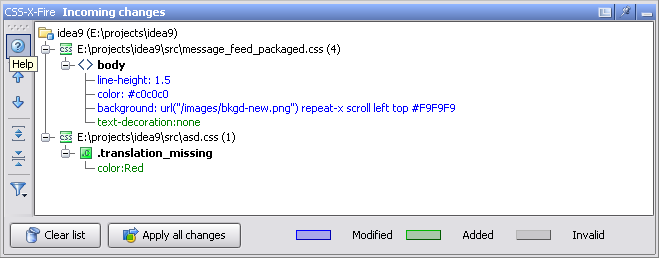 CSS-X-Fire Incoming changes
idea9 (E:\projects\idea9)
E:\projects\idea9\src\message_feed_packaged.css (4)
Help
<> body
line-height: 1.5
color: #c0c0c0
background: url("/images/bkgd-new.png") repeat-x scroll left top #F9F9F9
text-decoration:none
E:\projects\idea9\src\asd.css (1)
.translation_missing
color:Red
Clear list Apply all changes Modified Added Invalid